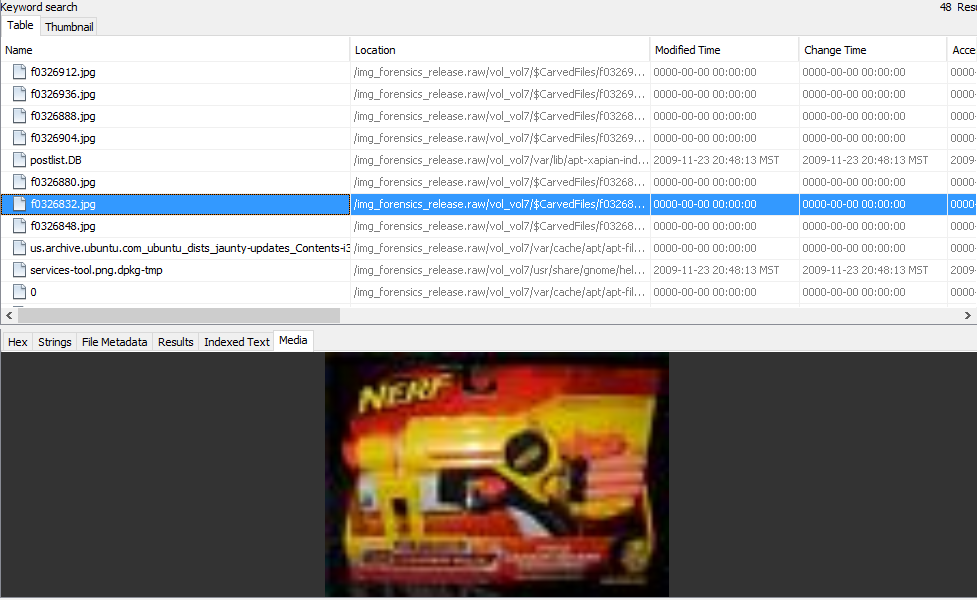 Keyword search 48 Res
Table Thumbnail
Name Location Modified Time Change Time Acce
f0326912.jpg /img_forensics_release.raw/vol_vol7/$CarvedFiles/f03269... 0000-00-00 00:00:00 0000-00-00 00:00:00 0000-
f0326936.jpg /img_forensics_release.raw/vol_vol7/$CarvedFiles/f03269... 0000-00-00 00:00:00 0000-00-00 00:00:00 0000-
f0326888.jpg /img_forensics_release.raw/vol_vol7/$CarvedFiles/f03268... 0000-00-00 00:00:00 0000-00-00 00:00:00 0000-
f0326904.jpg /img_forensics_release.raw/vol_vol7/$CarvedFiles/f03269... 0000-00-00 00:00:00 0000-00-00 00:00:00 0000-
postlist.DB /img_forensics_release.raw/vol_vol7/var/lib/apt-xapian-ind... 2009-11-23 20:48:13 MST 2009-11-23 20:48:13 MST 2009-
f0326880.jpg /img_forensics_release.raw/vol_vol7/$CarvedFiles/f03268... 0000-00-00 00:00:00 0000-00-00 00:00:00 0000-
f0326832.jpg /img_forensics_release.raw/vol_vol7/$CarvedFiles/f03268... 0000-00-00 00:00:00 0000-00-00 00:00:00 0000-
f0326848.jpg /img_forensics_release.raw/vol_vol7/$CarvedFiles/f03268... 0000-00-00 00:00:00 0000-00-00 00:00:00 0000-
us.archive.ubuntu.com_ubuntu_dists_jaunty-updates_Contents-i3 /img_forensics_release.raw/vol_vol7/var/cache/apt/apt-fil... 0000-00-00 00:00:00 0000-00-00 00:00:00 0000-
services-tool.png.dpkg-tmp /img_forensics_release.raw/vol_vol7/usr/share/gnome/hel... 2009-11-23 20:48:13 MST 2009-11-23 20:48:13 MST 2009-
0 /img_forensics_release.raw/vol_vol7/var/cache/apt/apt-fil... 0000-00-00 00:00:00 0000-00-00 00:00:00 0000-
Hex Strings File Metadata Results Indexed Text Media
NERF